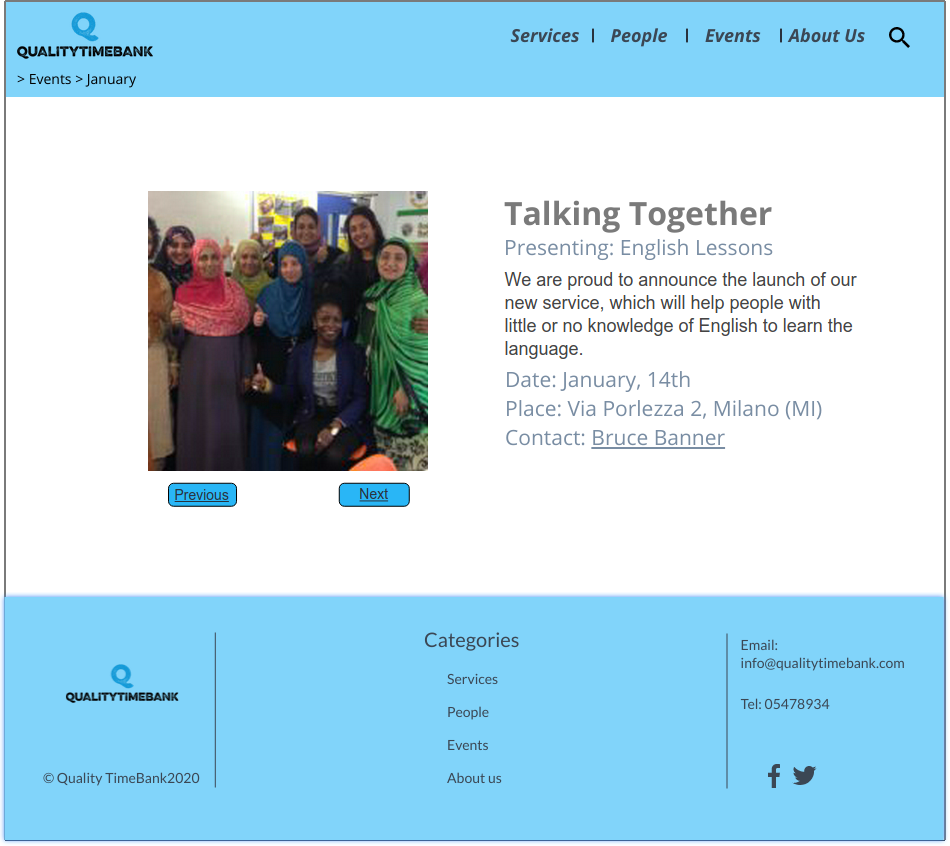 Q
QUALITYTIMEBANK
Services | People | Events | About Us
> Events > January
Talking Together
Presenting: English Lessons
We are proud to announce the launch of our
new service, which will help people with
little or no knowledge of English to learn the
language.
Date: January, 14th
Place: Via Porlezza 2, Milano (MI)
Contact: Bruce Banner
Previous
Next
Q
QUALITYTIMEBANK
© Quality TimeBank2020
Categories
Services
People
Events
About us
Email:
info@qualitytimebank.com
Tel: 05478934